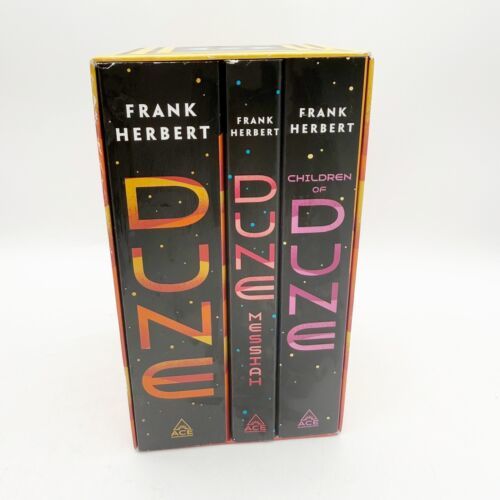 FRANK
HERBERT
DUNE
ACE
FRANK
HERBERT
DUNE
MESSIAH
ACE
FRANK
HERBERT
CHILDREN
OF
DUNE
ACE